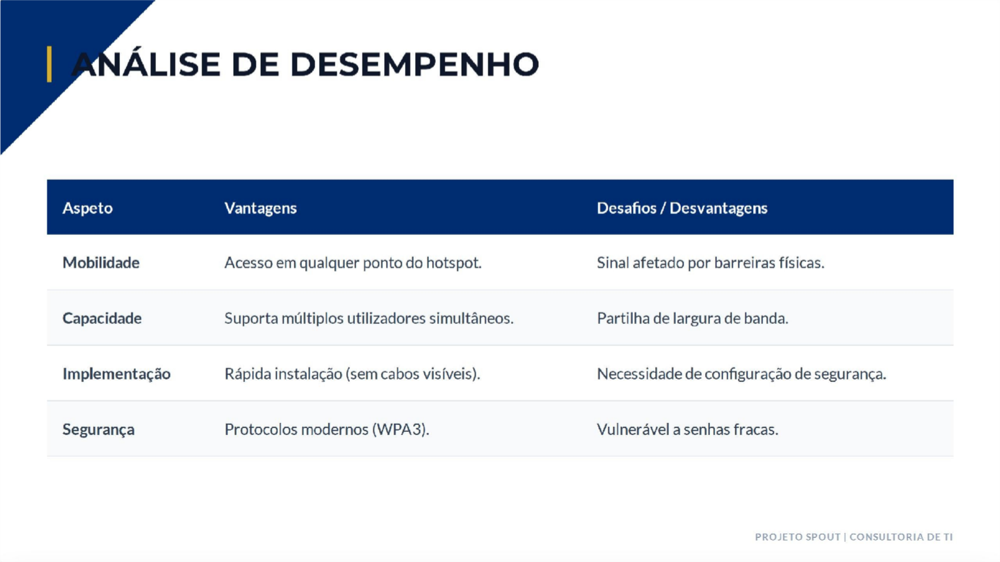 ANÁLISE DE DESEMPENHO
Aspeto Vantagens Desafios / Desvantagens
Mobilidade Acesso em qualquer ponto do hotspot. Sinal afetado por barreiras físicas.
Capacidade Suporta múltiplos utilizadores simultâneos. Partilha de largura de banda.
Implementação Rápida instalação (sem cabos visíveis). Necessidade de configuração de segurança.
Segurança Protocolos modernos (WPA3). Vulnerável a senhas fracas.
PROJETO SPOUT | CONSULTORIA DE TI